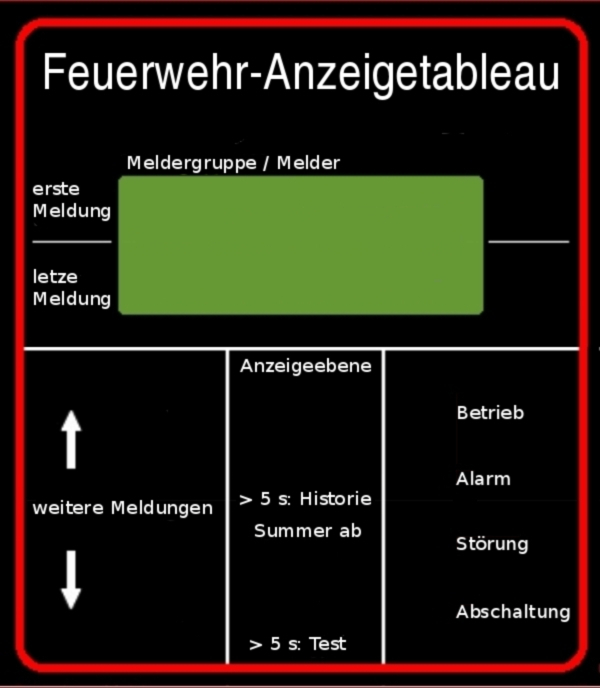 Feuerwehr-Anzeigetableau
Meldergruppe / Melder
erste
Meldung
letze
Meldung
weitere Meldungen
Anzeigeebene
> 5 s: Historie
Summer ab
> 5 s: Test
Betrieb
Alarm
Störung
Abschaltung